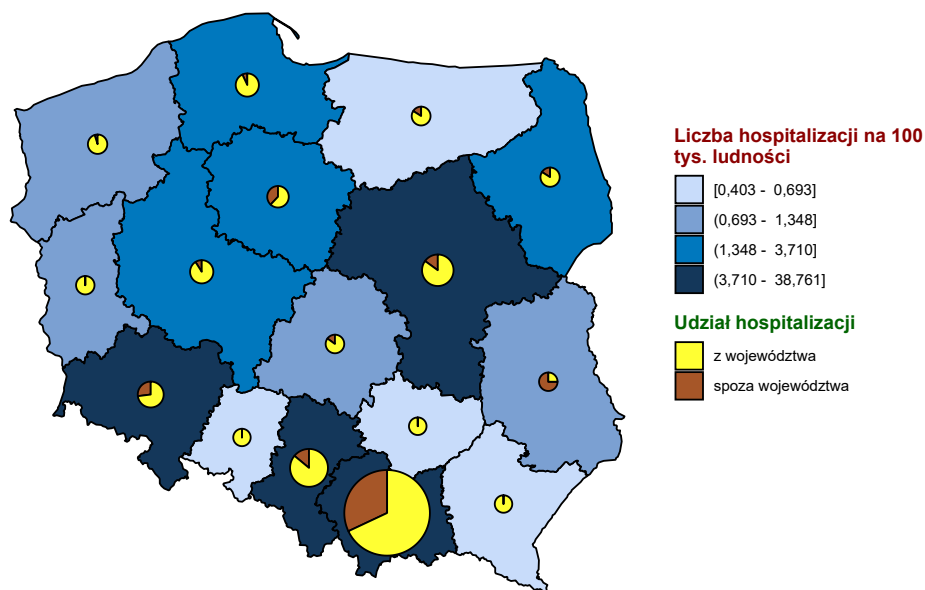 Liczba hospitalizacji na 100
tys. ludności
[0,403 - 0,693]
(0,693 - 1,348]
(1,348 - 3,710]
(3,710 - 38,761]
Udział hospitalizacji
z województwa
spoza województwa